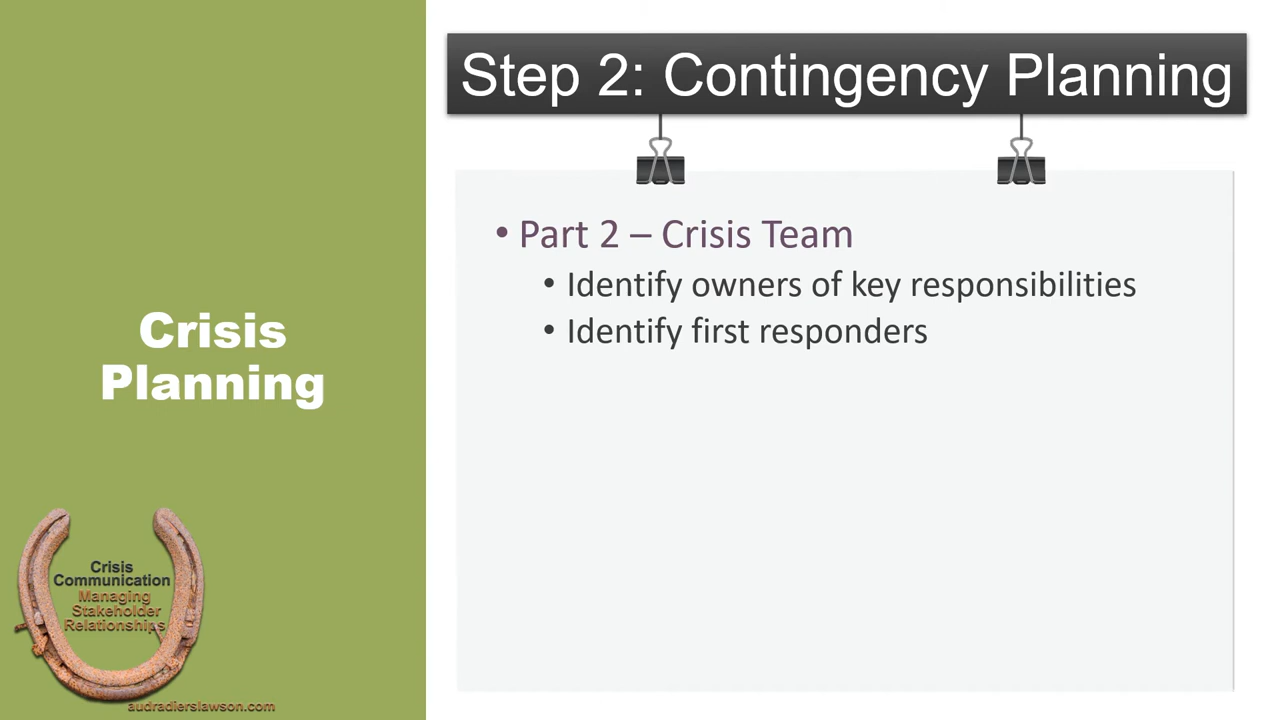 Step 2: Contingency Planning
• Part 2 – Crisis Team
• Identify owners of key responsibilities
• Identify first responders
Crisis
Planning
Crisis
Communication
Managing
Stakeholder
Relationships
audradierslawson.com